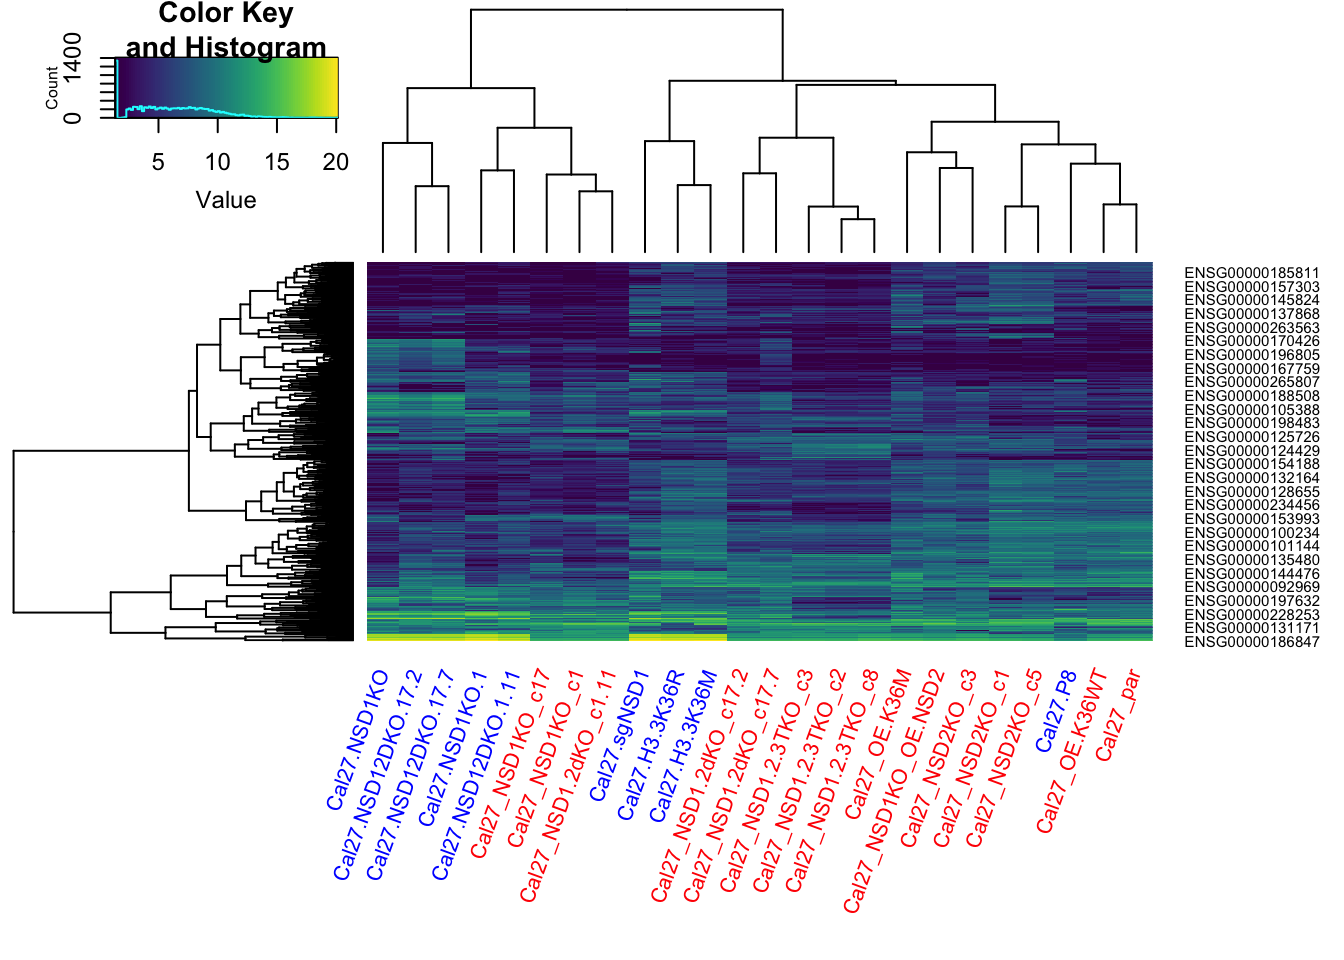 Color Key
and Histogram
Count
0 1400
5 10 15 20
Value
ENSG00000185811
ENSG00000157303
ENSG00000145824
ENSG00000137868
ENSG00000263563
ENSG00000170426
ENSG00000196805
ENSG00000167759
ENSG00000265807
ENSG00000188508
ENSG00000105388
ENSG00000198483
ENSG00000125726
ENSG00000124429
ENSG00000154188
ENSG00000132164
ENSG00000128655
ENSG00000234456
ENSG00000153993
ENSG00000100234
ENSG00000101144
ENSG00000135480
ENSG00000144476
ENSG00000092969
ENSG00000197632
ENSG00000228253
ENSG00000131171
ENSG00000186847
Cal27.NSD1KO
Cal27.NSD12DKO.17.2
Cal27.NSD12DKO.17.7
Cal27.NSD1KO.1
Cal27.NSD12DKO.1.11
Cal27_NSD1KO_c17
Cal27_NSD1KO_c1
Cal27_NSD1.2dKO_c1.11
Cal27.sgNSD1
Cal27.H3.3K36R
Cal27.H3.3K36M
Cal27_NSD1.2dKO_c17.2
Cal27_NSD1.2dKO_c17.7
Cal27_NSD1.2.3TKO_c3
Cal27_NSD1.2.3TKO_c2
Cal27_NSD1.2.3TKO_c8
Cal27_OE.K36M
Cal27_NSD1KO_OE.NSD2
Cal27_NSD2KO_c3
Cal27_NSD2KO_c1
Cal27_NSD2KO_c5
Cal27.P8
Cal27_OE.K36WT
Cal27_par